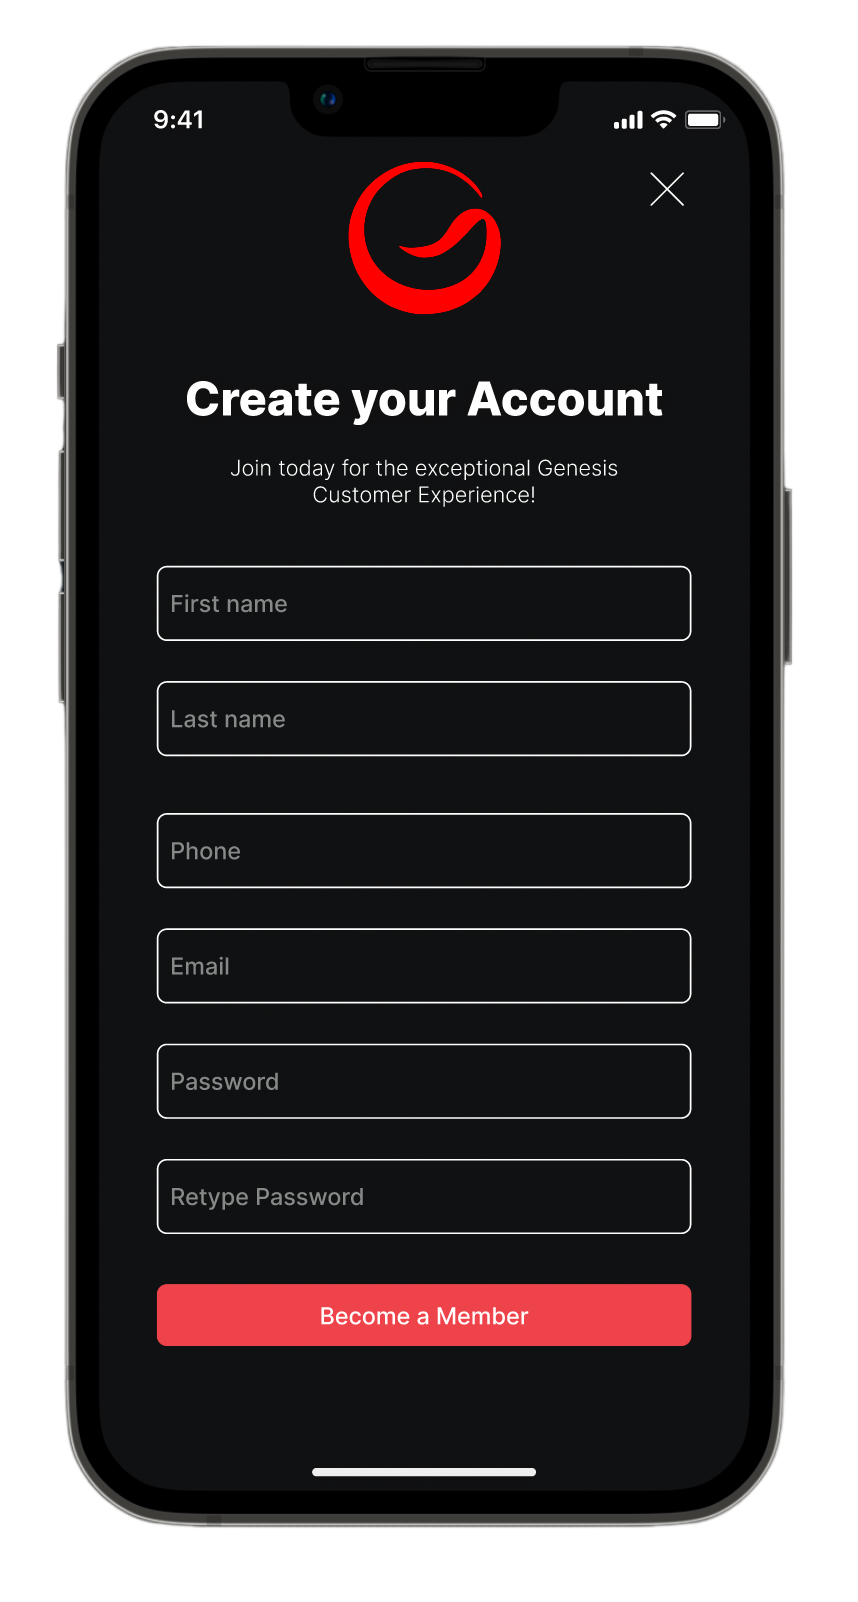 9:41
Create your Account
Join today for the exceptional Genesis
Customer Experience!
First name
Last name
Phone
Email
Password
Retype Password
Become a Member